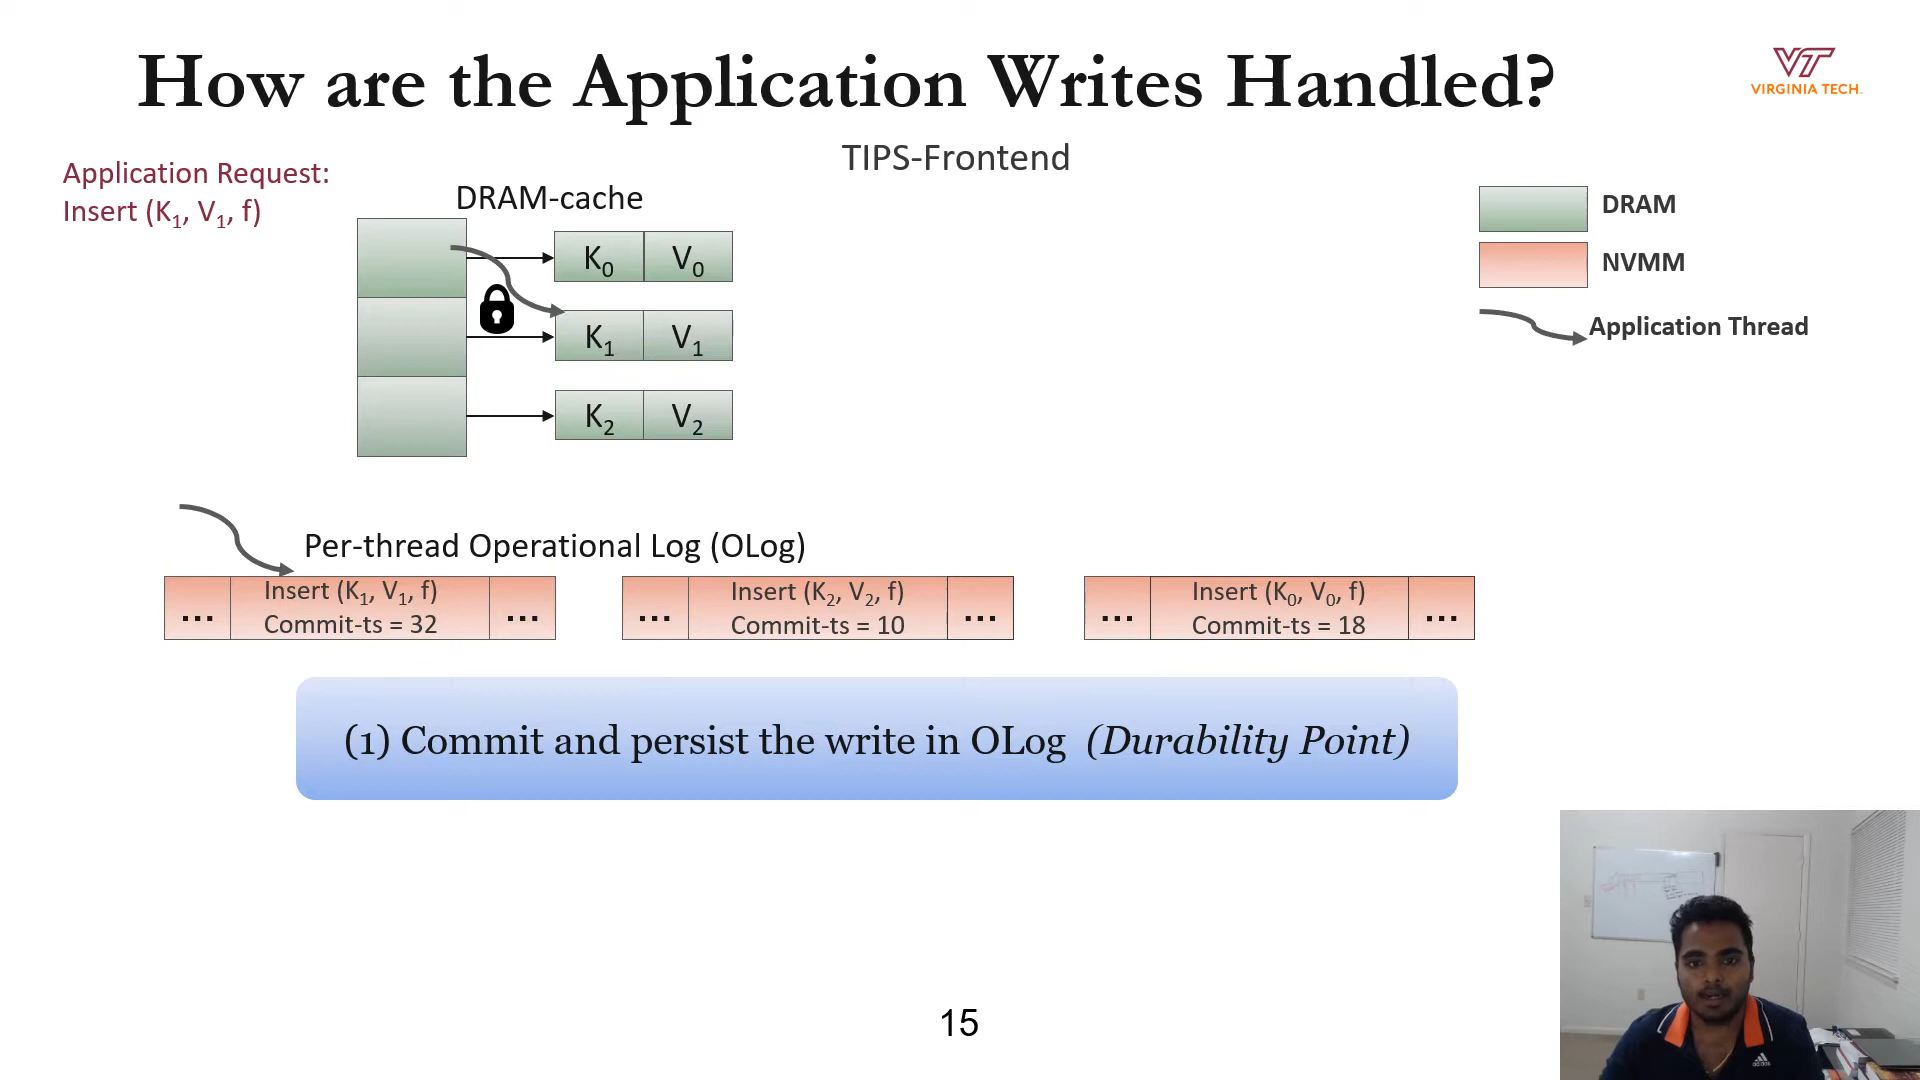 How are the Application Writes Handled?
VT
VIRGINIA TECH
TIPS-Frontend
Application Request:
Insert (K1, V1, f)
DRAM-cache
K0 V0
K1 V1
K2 V2
DRAM
NVMM
Application Thread
Per-thread Operational Log (OLog)
... Insert (K1, V1, f) ...
Commit-ts = 32
... Insert (K2, V2, f) ...
Commit-ts = 10
... Insert (K0, V0, f) ...
Commit-ts = 18
(1) Commit and persist the write in OLog (Durability Point)
15
adidas